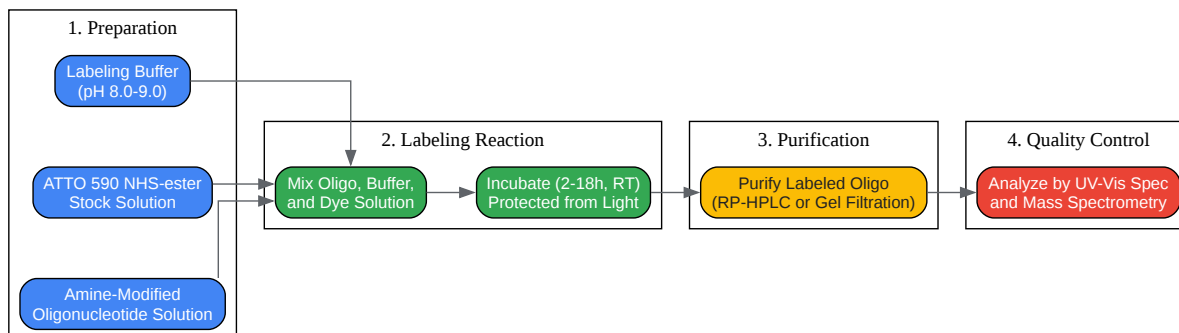 1. Preparation
Labeling Buffer
(pH 8.0-9.0)
ATTO 590 NHS-ester
Stock Solution
Amine-Modified
Oligonucleotide Solution
2. Labeling Reaction
Mix Oligo, Buffer,
and Dye Solution
Incubate (2-18h, RT)
Protected from Light
3. Purification
Purify Labeled Oligo
(RP-HPLC or Gel Filtration)
4. Quality Control
Analyze by UV-Vis Spec
and Mass Spectrometry